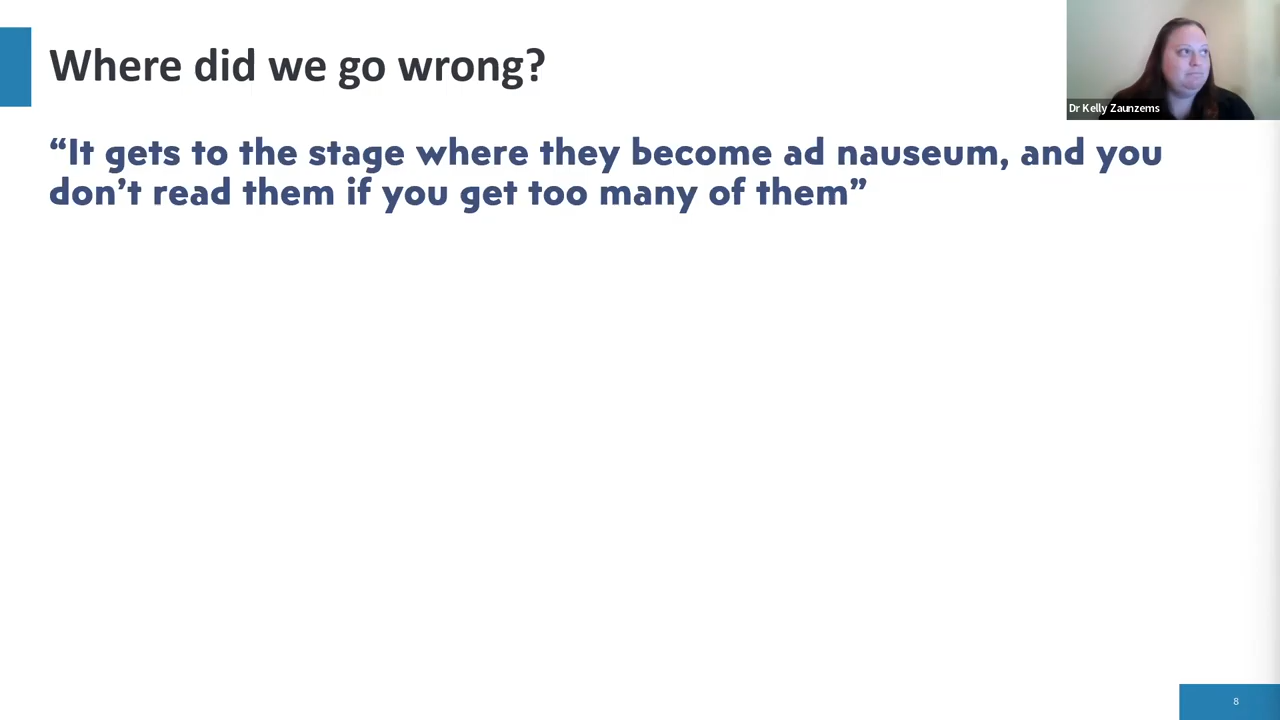 Where did we go wrong?
Dr Kelly Zaunzems
“It gets to the stage where they become ad nauseum, and you
don’t read them if you get too many of them”
8